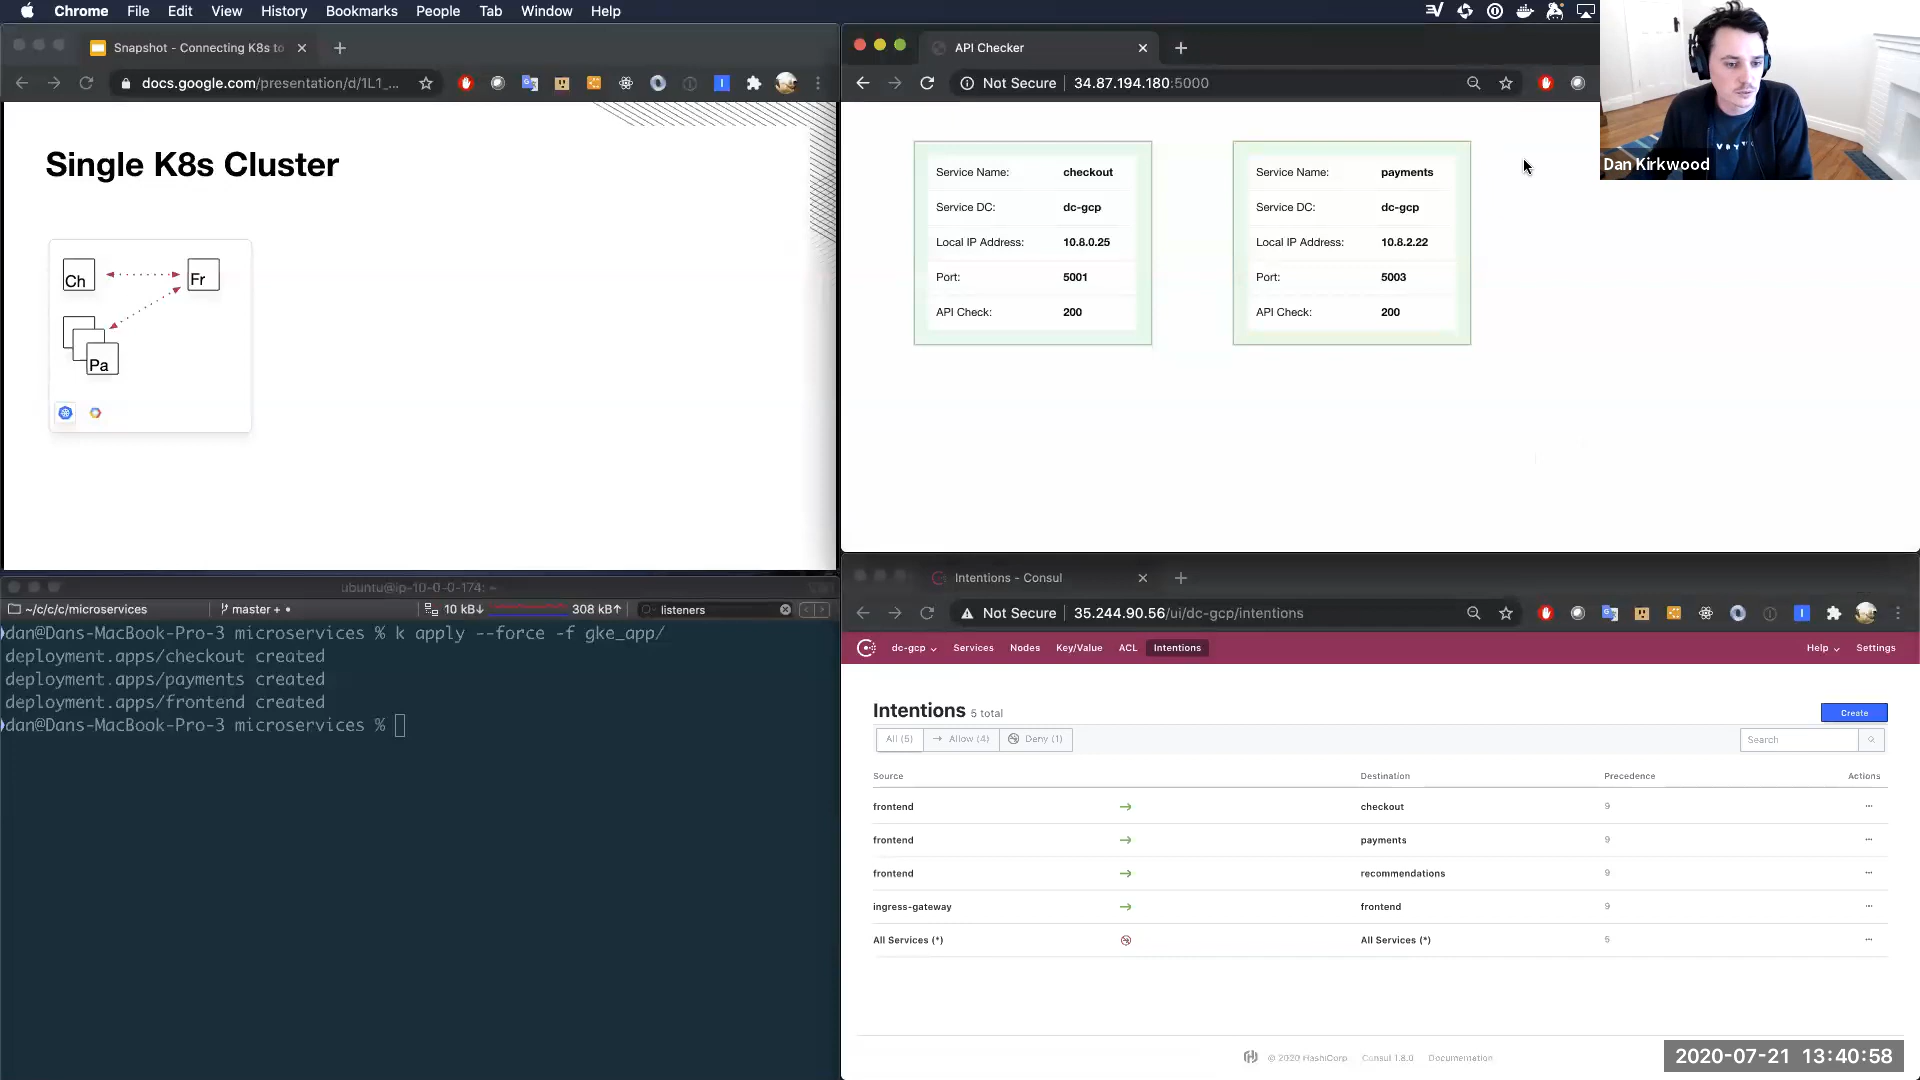 Chrome File Edit View History Bookmarks People Tab Window Help
Snapshot - Connecting K8s to
docs.google.com/presentation/d/1L1_...
Single K8s Cluster
Ch
Fr
Pa
API Checker
Not Secure 34.87.194.180:5000
Service Name: checkout
Service DC: dc-gcp
Local IP Address: 10.8.0.25
Port: 5001
API Check: 200
Service Name: payments
Service DC: dc-gcp
Local IP Address: 10.8.2.22
Port: 5003
API Check: 200
Dan Kirkwood
ubuntu@ip-10-0-0-174: ~
~/c/c/c/microservices master + • 10 kB↓ 308 kB↑ listeners
dan@Dans-MacBook-Pro-3 microservices % k apply --force -f gke_app/
deployment.apps/checkout created
deployment.apps/payments created
deployment.apps/frontend created
dan@Dans-MacBook-Pro-3 microservices %
Intentions - Consul
Not Secure 35.244.90.56/ui/dc-gcp/intentions
dc-gcp Services Nodes Key/Value ACL Intentions Help Settings
Intentions 5 total
Create
All (5) → Allow (4) Deny (1)
Search
Source Destination Precedence Actions
frontend → checkout 9 ...
frontend → payments 9 ...
frontend → recommendations 9 ...
ingress-gateway → frontend 9 ...
All Services (*) All Services (*) 5 ...
© 2020 HashiCorp Consul 1.8.0 Documentation
2020-07-21 13:40:58